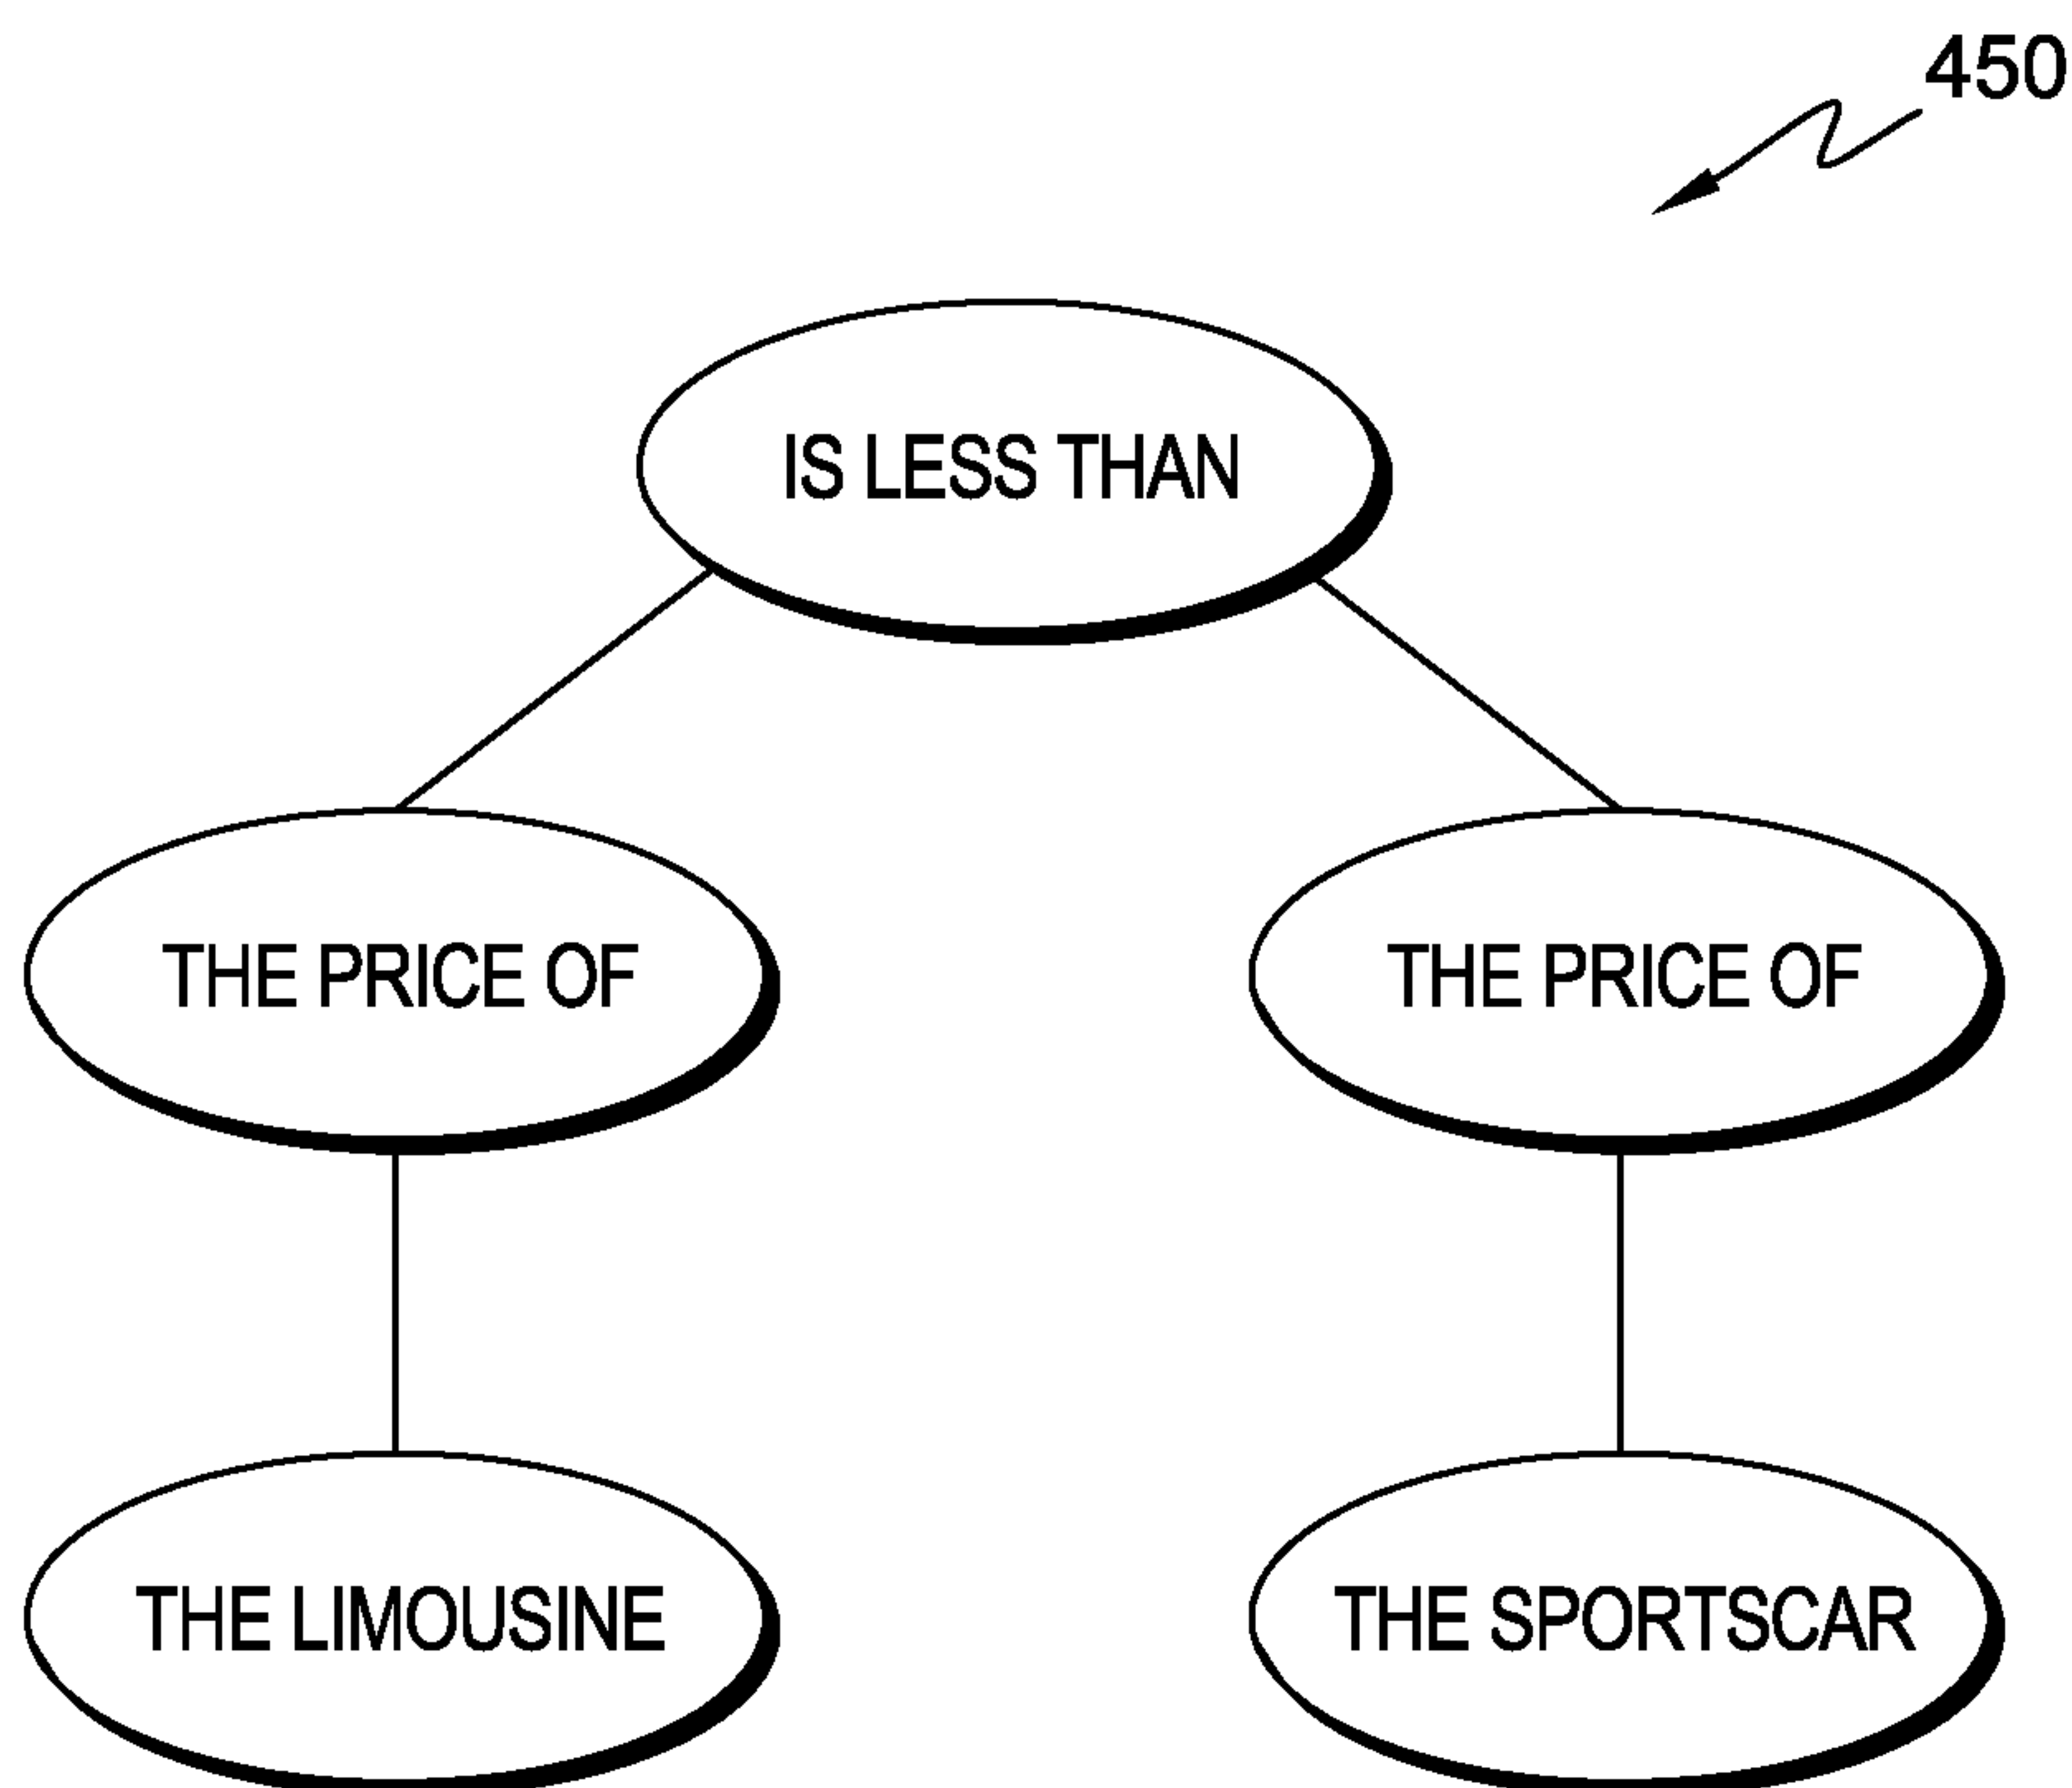 450
IS LESS THAN
THE PRICE OF
THE PRICE OF
THE LIMOUSINE
THE SPORTSCAR